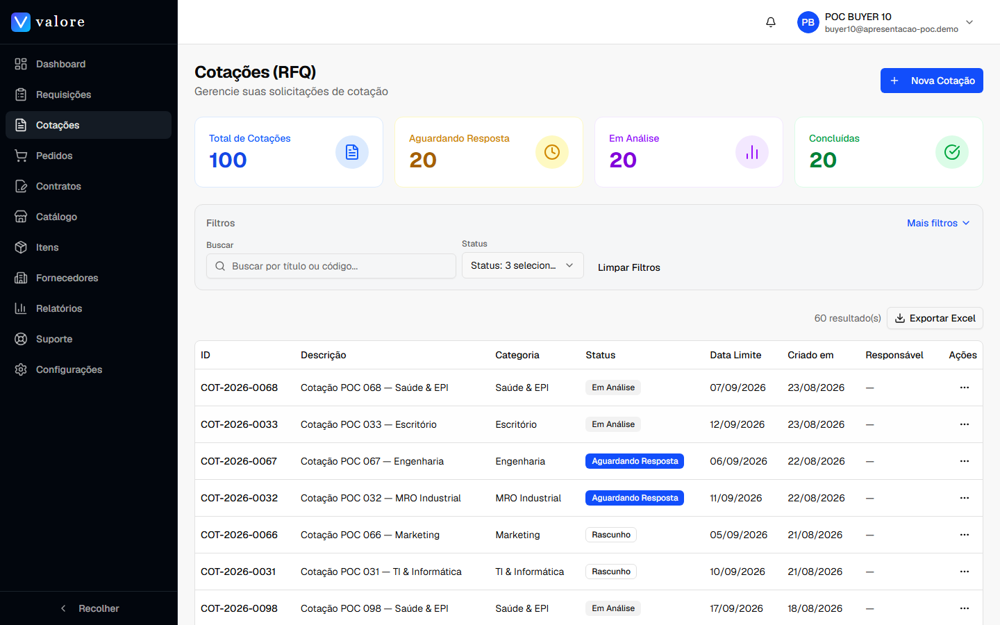 valore
Dashboard
Requisições
Cotações
Pedidos
Contratos
Catálogo
Itens
Fornecedores
Relatórios
Suporte
Configurações
Recolher
PB
POC BUYER 10
buyer10@apresentacao-poc.demo
Cotações (RFQ)
Gerencie suas solicitações de cotação
Nova Cotação
Total de Cotações
100
Aguardando Resposta
20
Em Análise
20
Concluídas
20
Filtros
Mais filtros
Buscar
Status
Buscar por título ou código...
Status: 3 selecion...
Limpar Filtros
60 resultado(s)
Exportar Excel
ID Descrição Categoria Status Data Limite Criado em Responsável Ações
COT-2026-0068 Cotação POC 068 — Saúde & EPI Saúde & EPI Em Análise 07/09/2026 23/08/2026 — ...
COT-2026-0033 Cotação POC 033 — Escritório Escritório Em Análise 12/09/2026 23/08/2026 — ...
COT-2026-0067 Cotação POC 067 — Engenharia Engenharia Aguardando Resposta 06/09/2026 22/08/2026 — ...
COT-2026-0032 Cotação POC 032 — MRO Industrial MRO Industrial Aguardando Resposta 11/09/2026 22/08/2026 — ...
COT-2026-0066 Cotação POC 066 — Marketing Marketing Rascunho 05/09/2026 21/08/2026 — ...
COT-2026-0031 Cotação POC 031 — TI & Informática TI & Informática Rascunho 10/09/2026 21/08/2026 — ...
COT-2026-0098 Cotação POC 098 — Saúde & EPI Saúde & EPI Em Análise 17/09/2026 18/08/2026 — ...